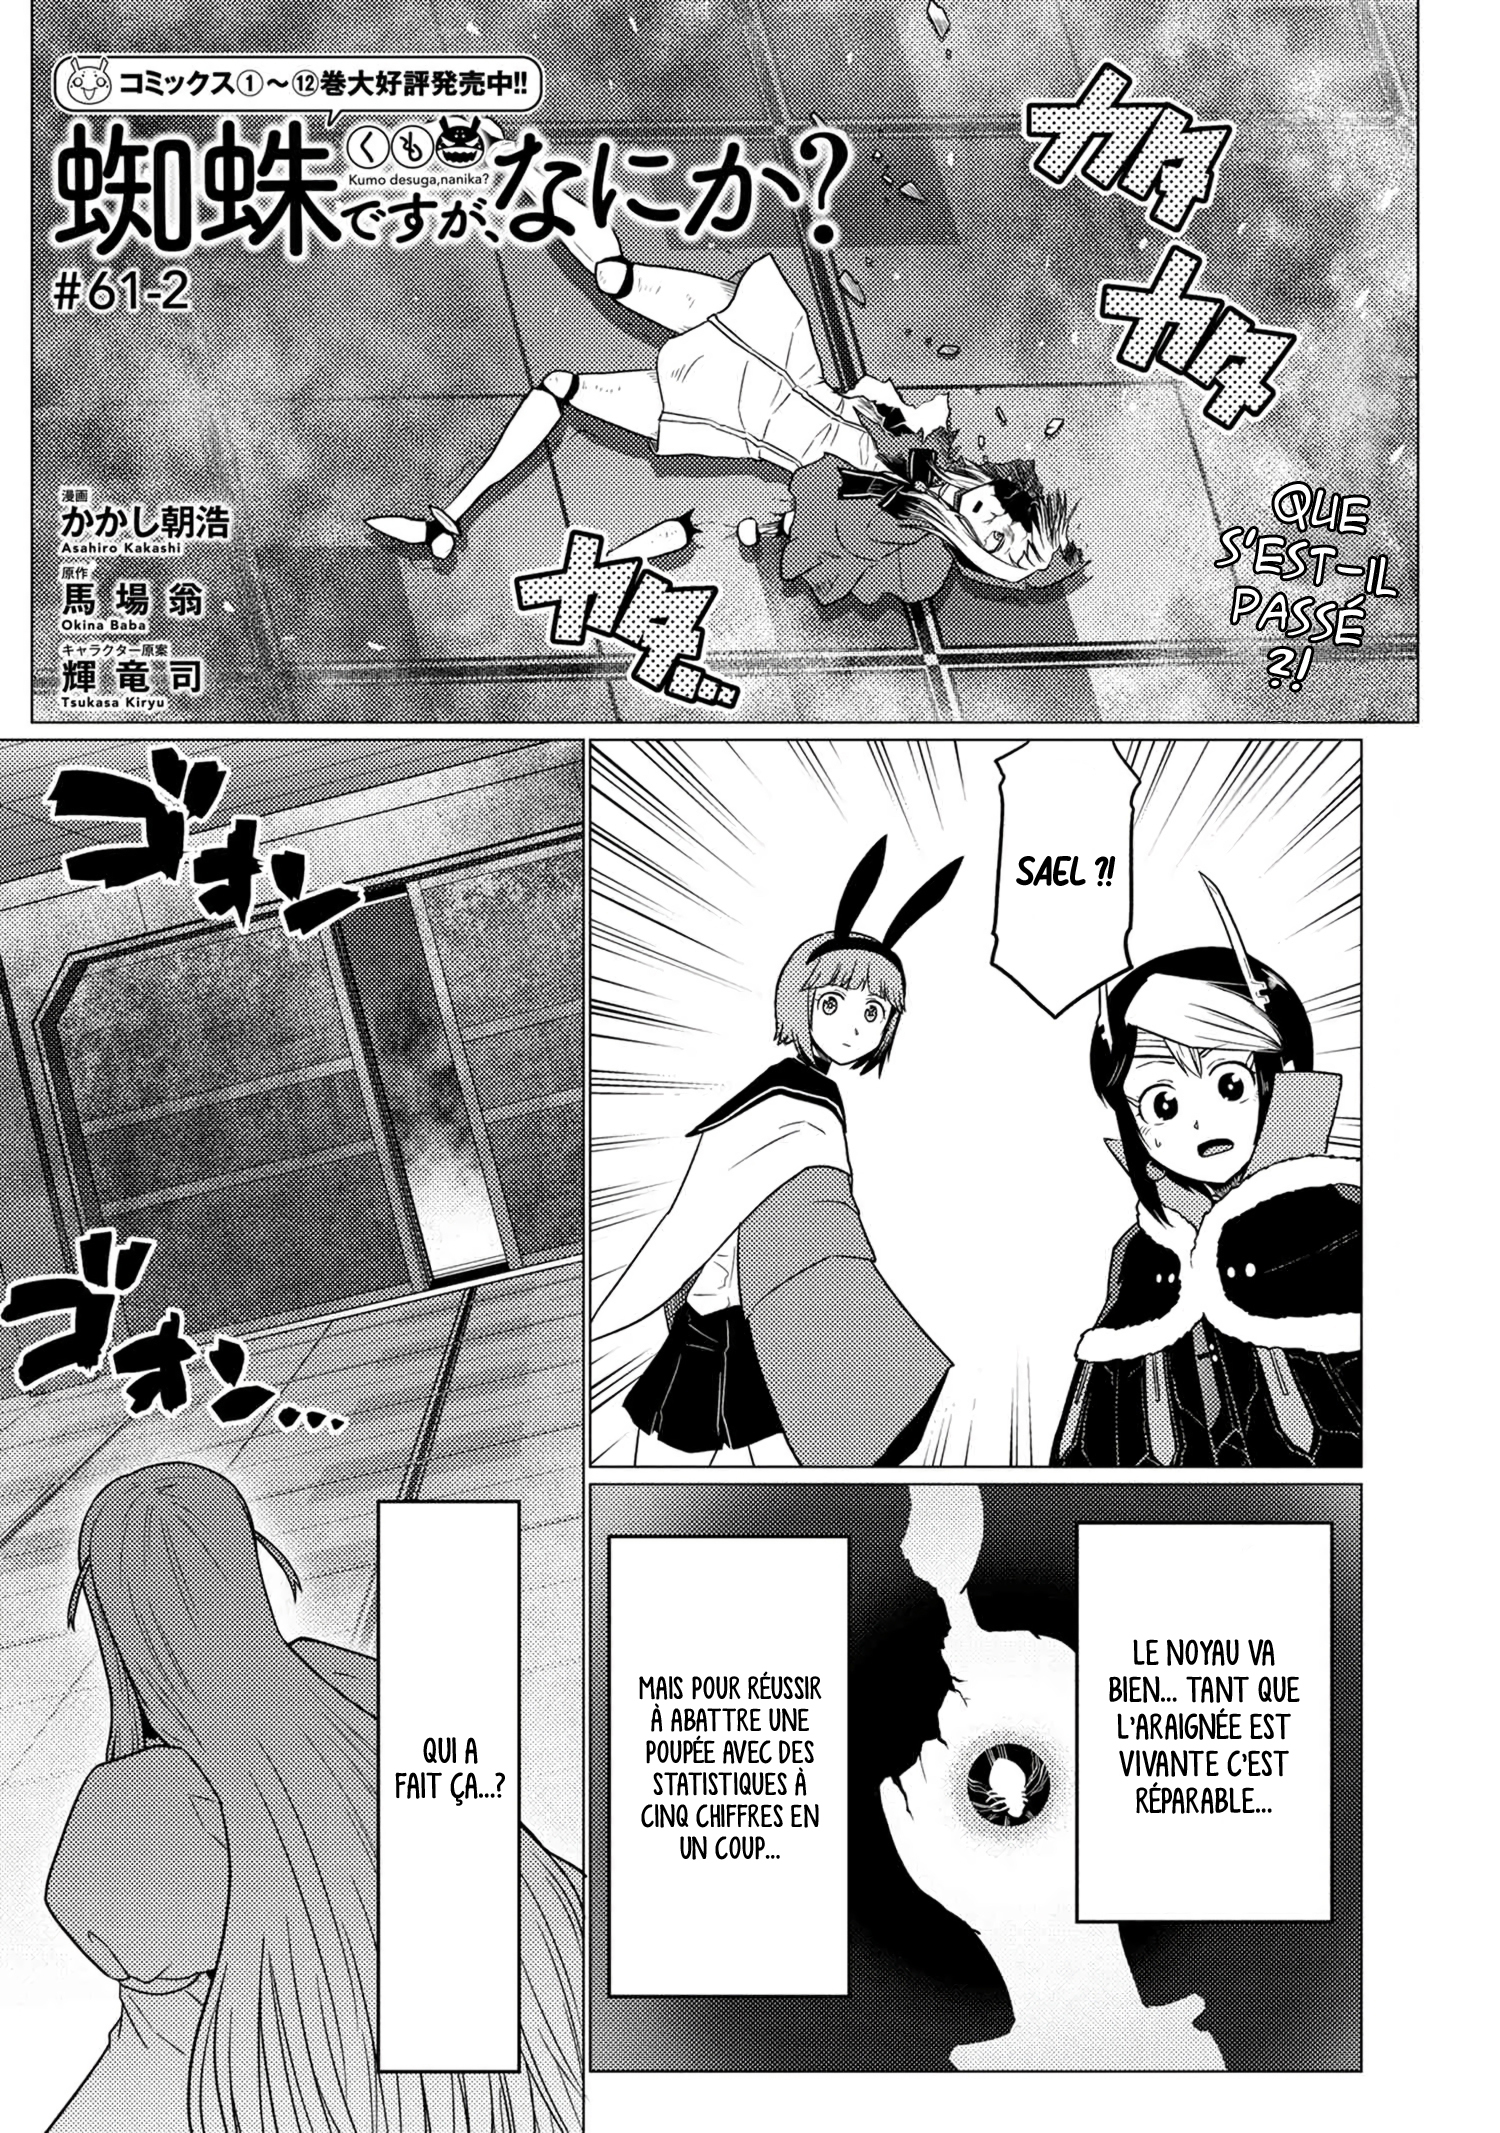 コミックス①〜⑫巻大好評発売中!!
蜘蛛ですが、なにか?
くも
Kumo desuga,nanika?
#61-2
漫画
かかし朝浩
Asahiro Kakashi
原作
馬場翁
Okina Baba
キャラクター原案
輝竜司
Tsukasa Kiryu
カタカタ
カタカタ...
QUE
S'EST-IL
PASSÉ
?!
SAEL ?!
ゴオン
ゴオン...
LE NOYAU VA
BIEN... TANT QUE
L'ARAIGNÉE EST
VIVANTE C'EST
RÉPARABLE...
MAIS POUR RÉUSSIR
À ABATTRE UNE
POUPÉE AVEC DES
STATISTIQUES À
CINQ CHIFFRES EN
UN COUP...
QUI A
FAIT ÇA...?